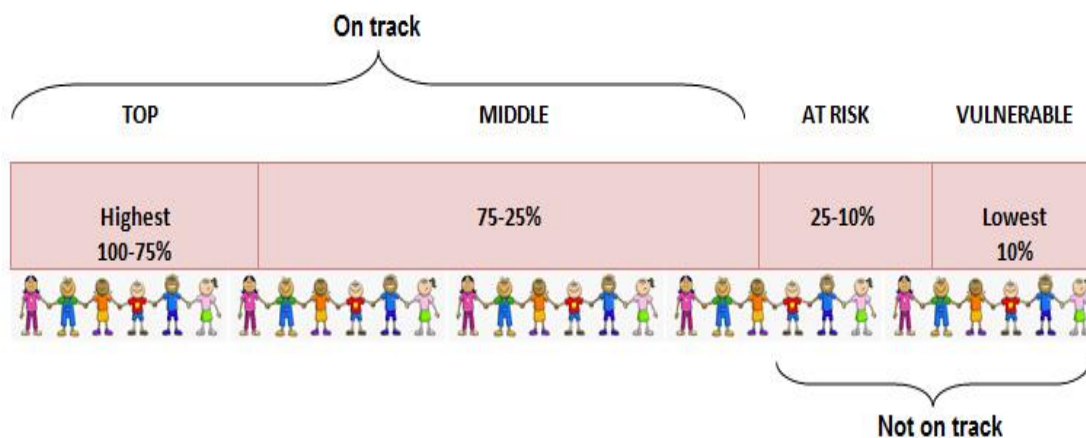 On track
TOP
MIDDLE
AT RISK
VULNERABLE
Highest
100-75%
75-25%
25-10%
Lowest
10%
Not on track